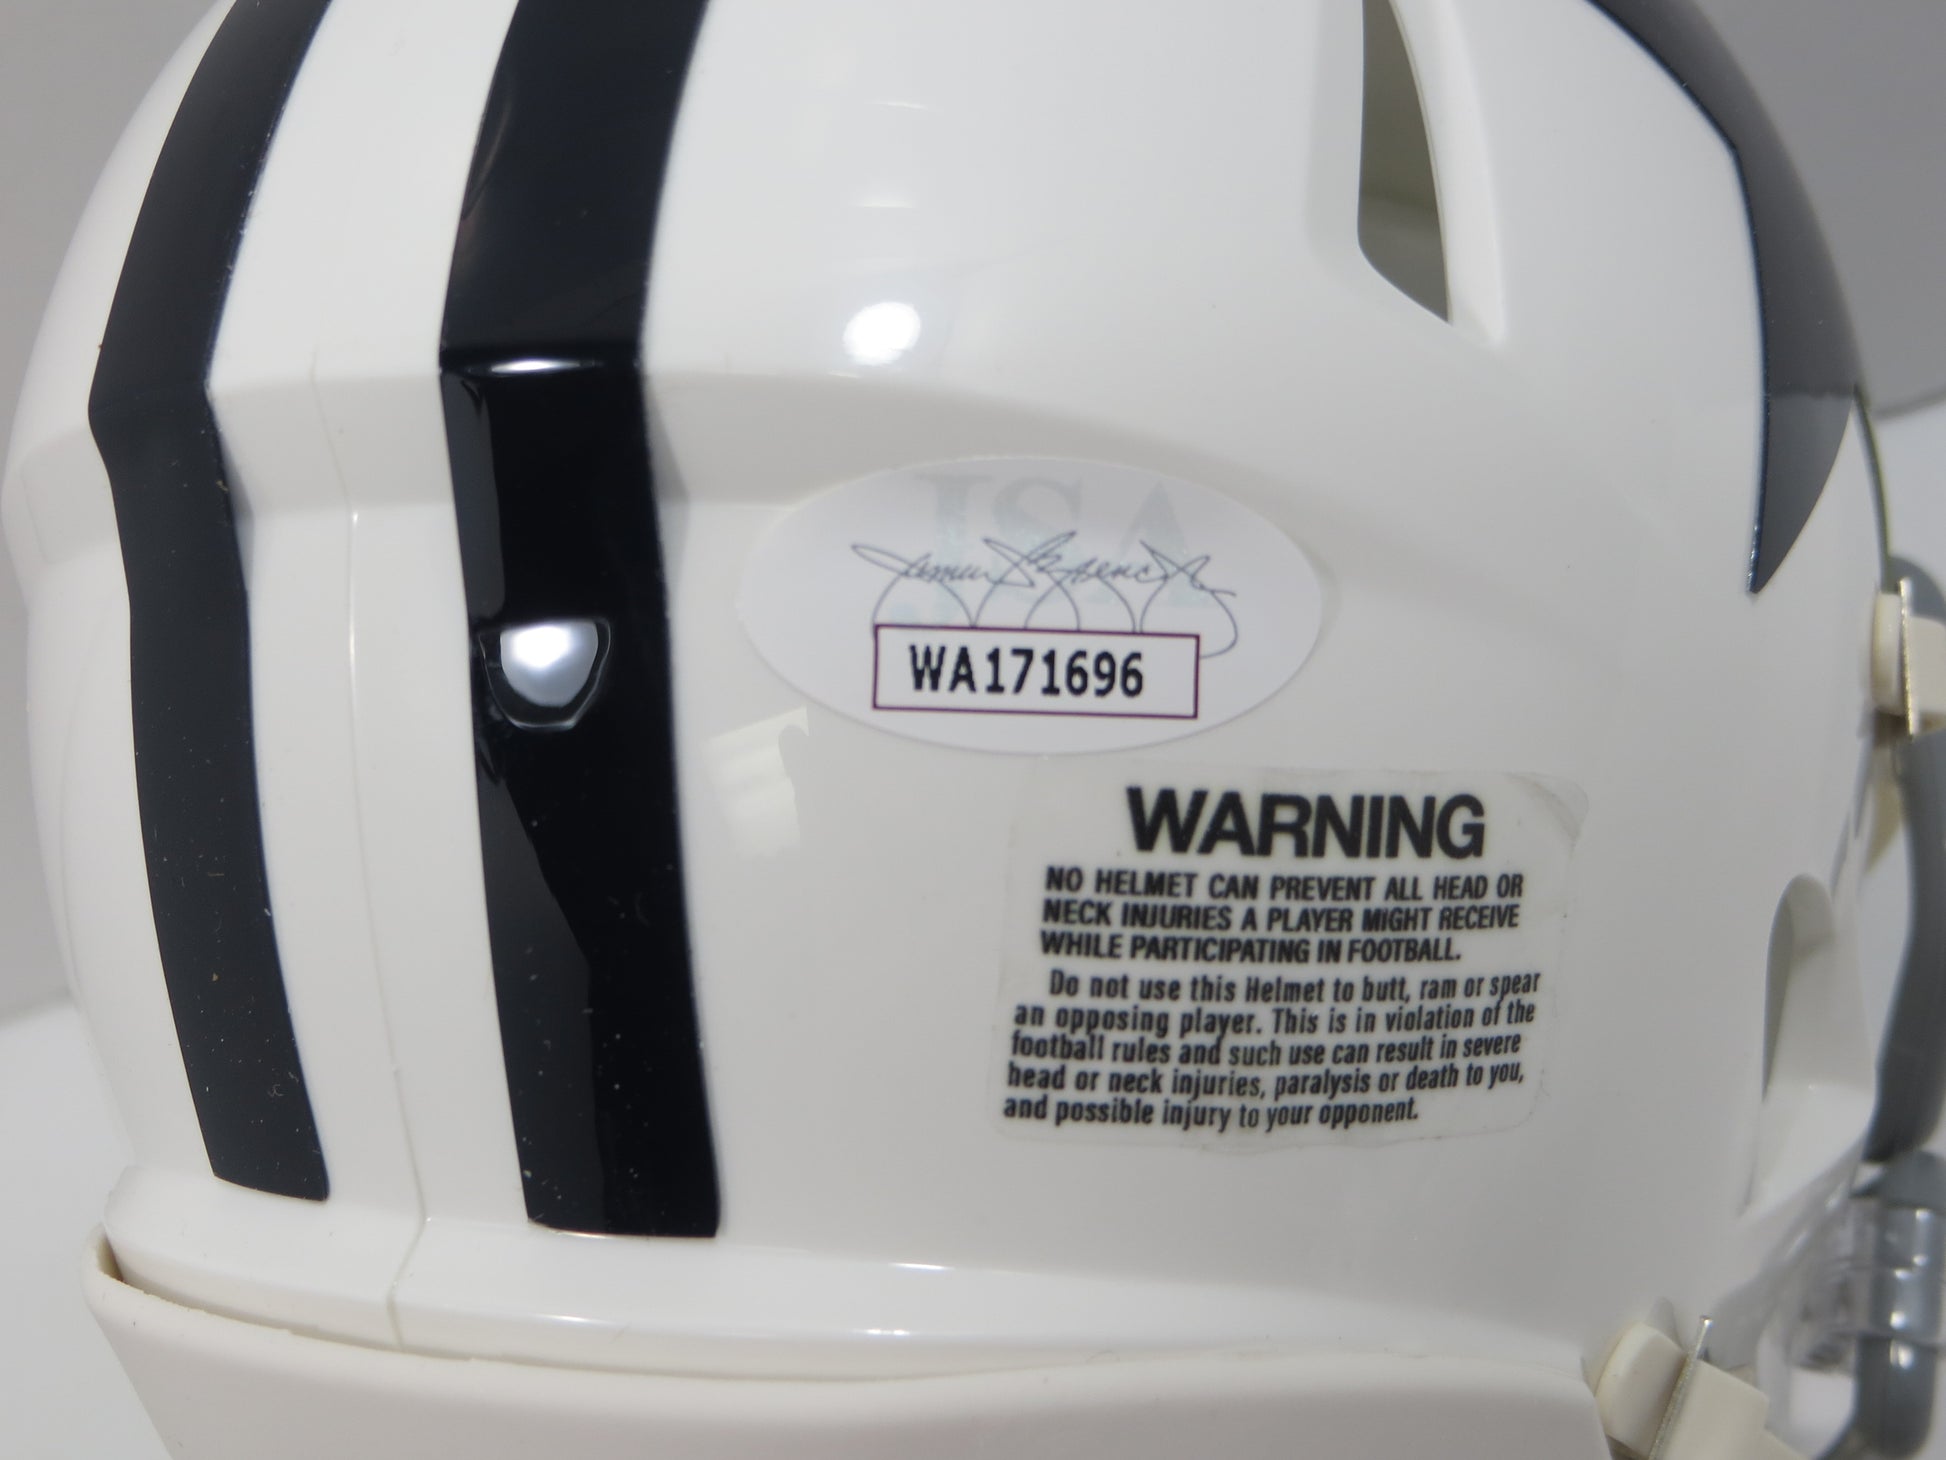 JSA
James Spence Jr
WA171696
WARNING
NO HELMET CAN PREVENT ALL HEAD OR
NECK INJURIES A PLAYER MIGHT RECEIVE
WHILE PARTICIPATING IN FOOTBALL.
Do not use this Helmet to butt, ram or spear
an opposing player. This is in violation of the
football rules and such use can result in severe
head or neck injuries, paralysis or death to you,
and possible injury to your opponent.